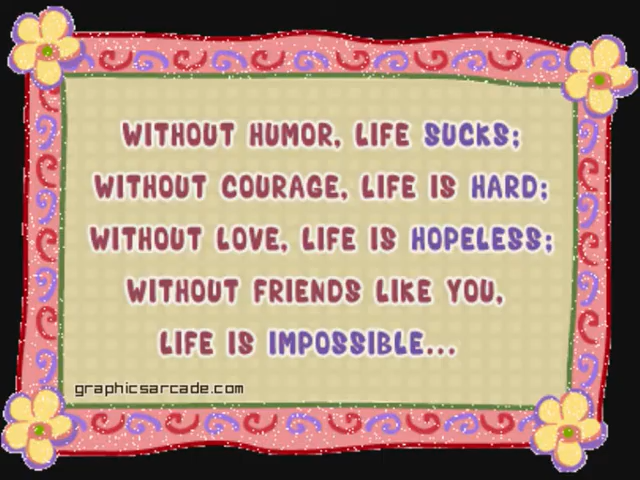 WITHOUT HUMOR, LIFE SUCKS;
WITHOUT COURAGE, LIFE IS HARD;
WITHOUT LOVE, LIFE IS HOPELESS;
WITHOUT FRIENDS LIKE YOU,
LIFE IS IMPOSSIBLE...
graphicsarcade.com